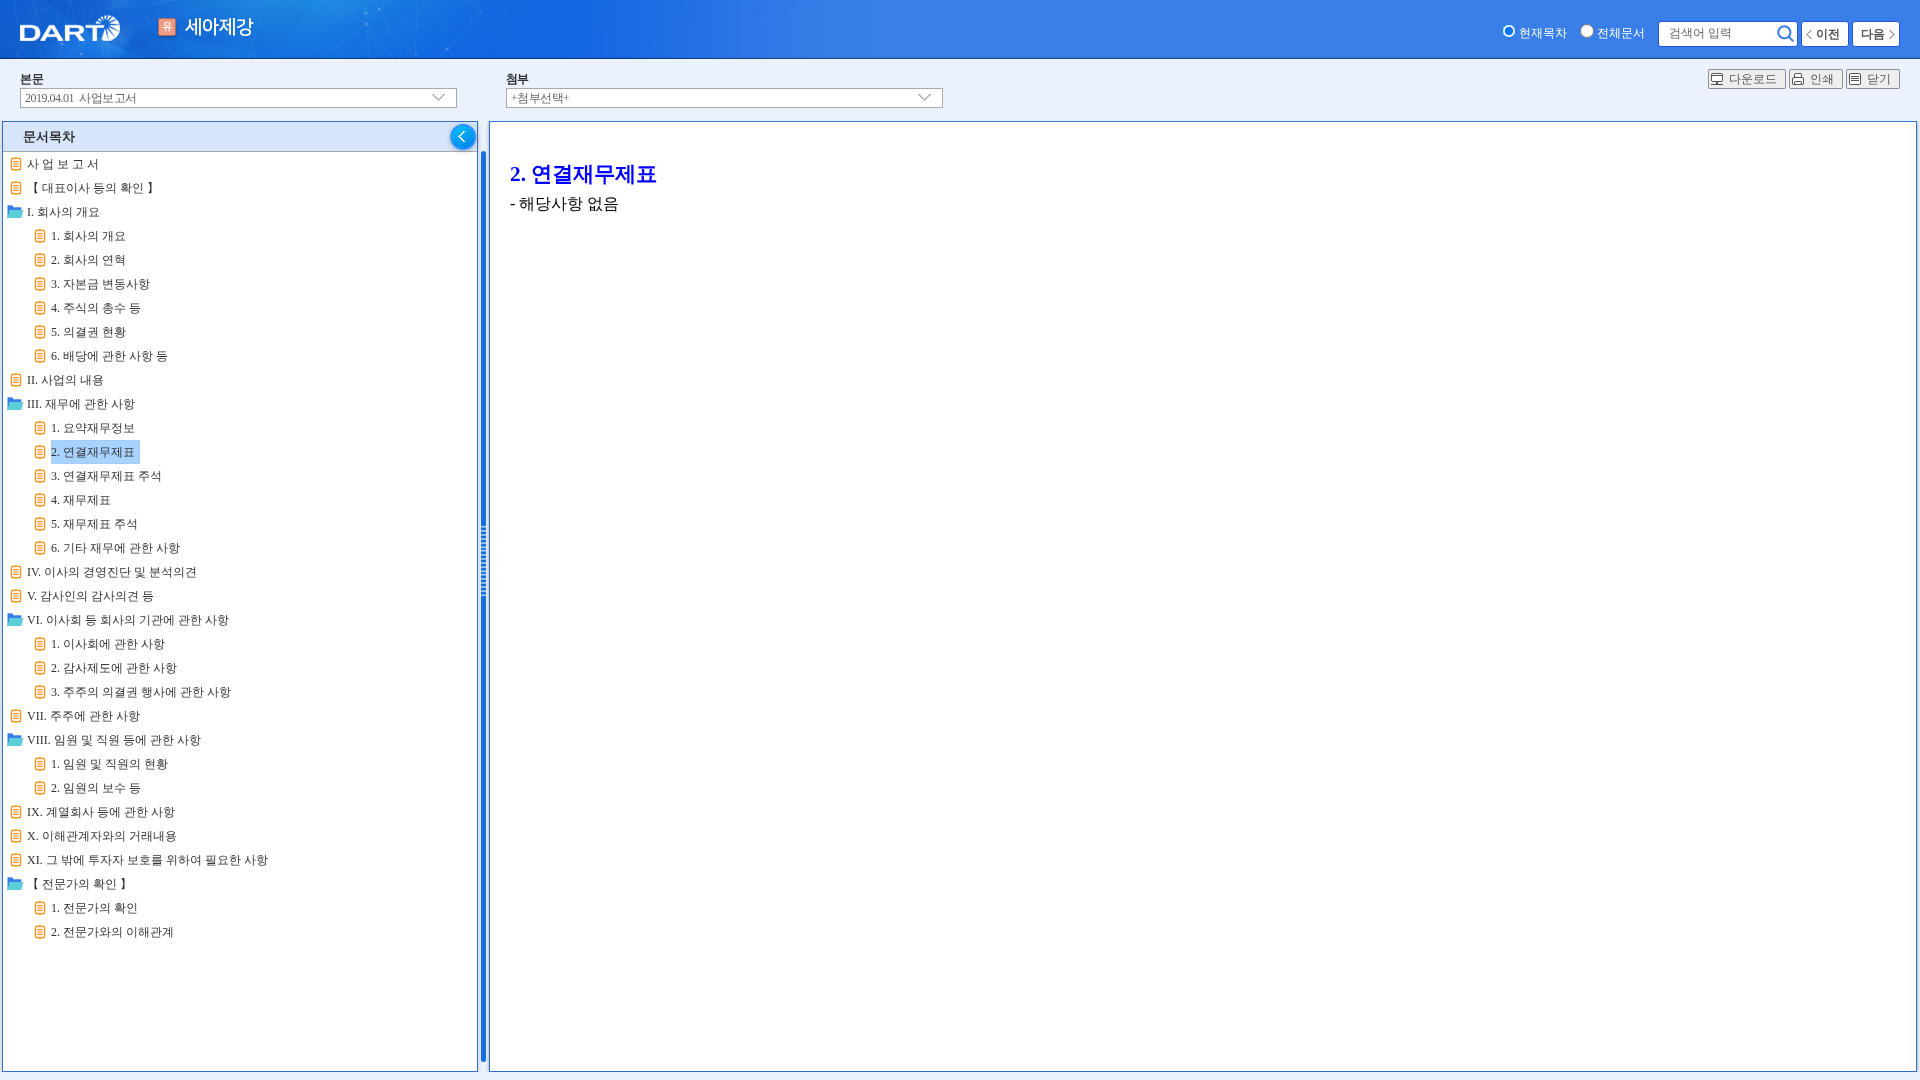 DART
유 세아제강
현재목차 전체문서 검색어 입력 이전 다음
본문
2019.04.01 사업보고서
첨부
+첨부선택+
다운로드 인쇄 닫기
문서목차
사 업 보 고 서
【 대표이사 등의 확인 】
I. 회사의 개요
1. 회사의 개요
2. 회사의 연혁
3. 자본금 변동사항
4. 주식의 총수 등
5. 의결권 현황
6. 배당에 관한 사항 등
II. 사업의 내용
III. 재무에 관한 사항
1. 요약재무정보
2. 연결재무제표
3. 연결재무제표 주석
4. 재무제표
5. 재무제표 주석
6. 기타 재무에 관한 사항
IV. 이사의 경영진단 및 분석의견
V. 감사인의 감사의견 등
VI. 이사회 등 회사의 기관에 관한 사항
1. 이사회에 관한 사항
2. 감사제도에 관한 사항
3. 주주의 의결권 행사에 관한 사항
VII. 주주에 관한 사항
VIII. 임원 및 직원 등에 관한 사항
1. 임원 및 직원의 현황
2. 임원의 보수 등
IX. 계열회사 등에 관한 사항
X. 이해관계자와의 거래내용
XI. 그 밖에 투자자 보호를 위하여 필요한 사항
【 전문가의 확인 】
1. 전문가의 확인
2. 전문가와의 이해관계
2. 연결재무제표
- 해당사항 없음